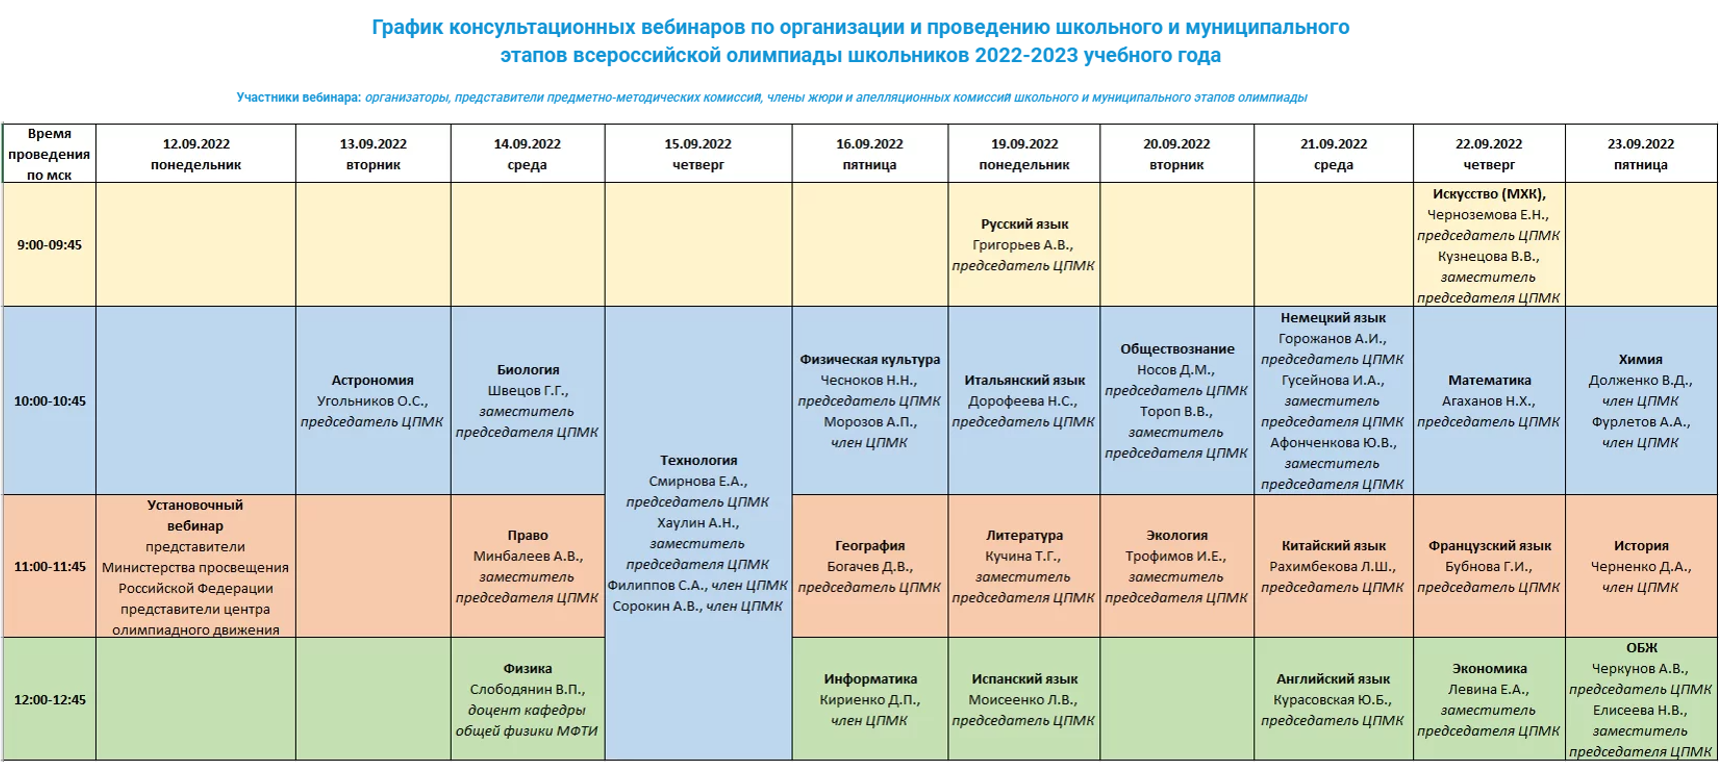 График консультационных вебинаров по организации и проведению школьного и муниципального
этапов всероссийской олимпиады школьников 2022-2023 учебного года
Участники вебинара: организаторы, представители предметно-методических комиссий, члены жюри и апелляционных комиссий школьного и муниципального этапов олимпиады
Время
проведения
по мск
12.09.2022
понедельник
13.09.2022
вторник
14.09.2022
среда
15.09.2022
четверг
16.09.2022
пятница
19.09.2022
понедельник
20.09.2022
вторник
21.09.2022
среда
22.09.2022
четверг
23.09.2022
пятница
9:00-09:45
Русский язык
Григорьев А.В.,
председатель ЦПМК
Искусство (МХК),
Черноземова Е.Н.,
председатель ЦПМК
Кузнецова В.В.,
заместитель
председателя ЦПМК
10:00-10:45
Астрономия
Угольников О.С.,
председатель ЦПМК
Биология
Швецов Г.Г.,
заместитель
председателя ЦПМК
Технология
Смирнова Е.А.,
председатель ЦПМК
Хаулин А.Н.,
заместитель
председателя ЦПМК
Филиппов С.А., член ЦПМК
Сорокин А.В., член ЦПМК
Физическая культура
Чесноков Н.Н.,
председатель ЦПМК
Морозов А.П.,
член ЦПМК
Итальянский язык
Дорофеева Н.С.,
председатель ЦПМК
Обществознание
Носов Д.М.,
председатель ЦПМК
Тороп В.В.,
заместитель
председателя ЦПМК
Немецкий язык
Горожанов А.И.,
председатель ЦПМК
Гусейнова И.А.,
заместитель
председателя ЦПМК
Афонченкова Ю.В.,
заместитель
председателя ЦПМК
Математика
Агаханов Н.Х.,
председатель ЦПМК
Химия
Долженко В.Д.,
член ЦПМК
Фурлетов А.А.,
член ЦПМК
11:00-11:45
Установочный
вебинар
представители
Министерства просвещения
Российской Федерации
представители центра
олимпиадного движения
Право
Минбалеев А.В.,
заместитель
председателя ЦПМК
География
Богачев Д.В.,
председатель ЦПМК
Литература
Кучина Т.Г.,
заместитель
председателя ЦПМК
Экология
Трофимов И.Е.,
заместитель
председателя ЦПМК
Китайский язык
Рахимбекова Л.Ш.,
председатель ЦПМК
Французский язык
Бубнова Г.И.,
председатель ЦПМК
История
Черненко Д.А.,
член ЦПМК
12:00-12:45
Физика
Слободянин В.П.,
доцент кафедры
общей физики МФТИ
Информатика
Кириенко Д.П.,
член ЦПМК
Испанский язык
Моисеенко Л.В.,
председатель ЦПМК
Английский язык
Курасовская Ю.Б.,
председатель ЦПМК
Экономика
Левина Е.А.,
заместитель
председателя ЦПМК
ОБЖ
Черкунов А.В.,
председатель ЦПМК
Елисеева Н.В.,
заместитель
председателя ЦПМК